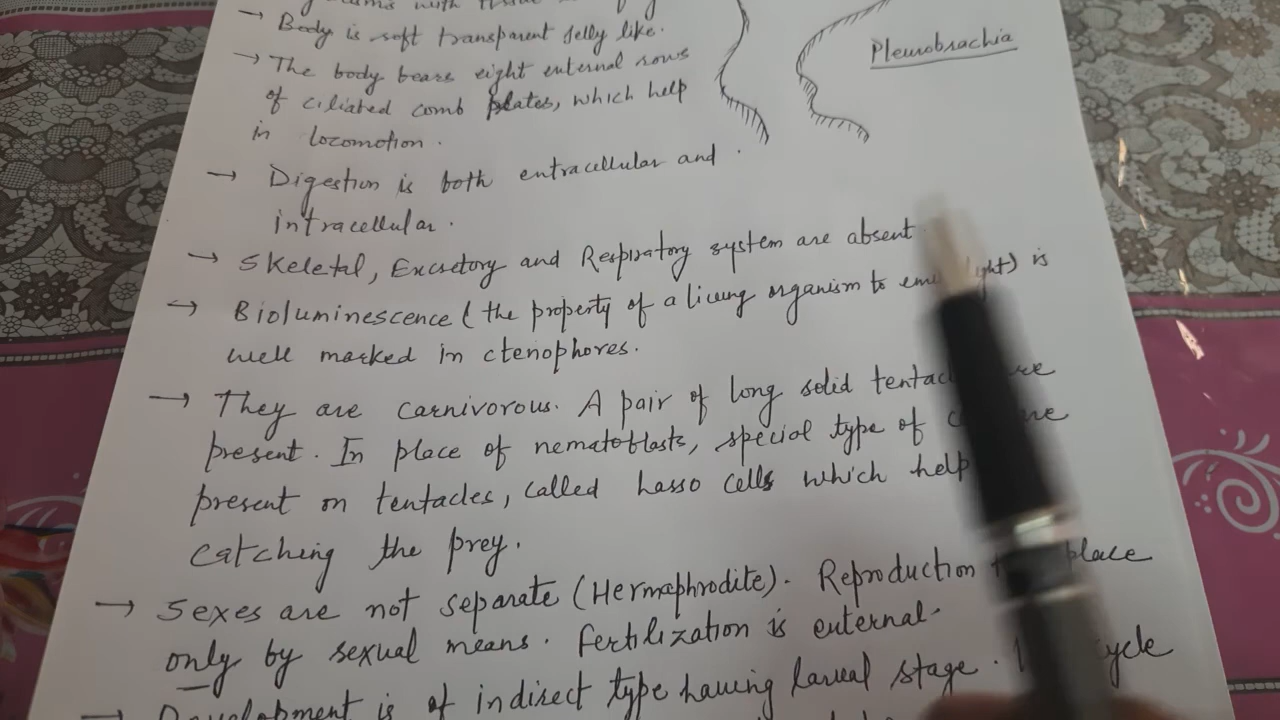 with
→ Body is soft transparent Jelly like.
→ The body bears eight external rows
of ciliated comb plates, which help
in locomotion.
Pleurobrachia
→ Digestion is both extracellular and
intracellular.
→ Skeletal, Excretory and Respiratory system are absent
→ Bioluminescence (the property of a living organism to light) is
well marked in ctenophores.
→ They are carnivorous. A pair of long solid
present. In place of nematoblasts, special type of
present on tentacles, called Lasso cells which help
catching the prey.
→ Sexes are not separate (Hermaphrodite). Reproduction place
only by sexual means. Fertilization is external.
→ Development is of indirect type having larval stage.